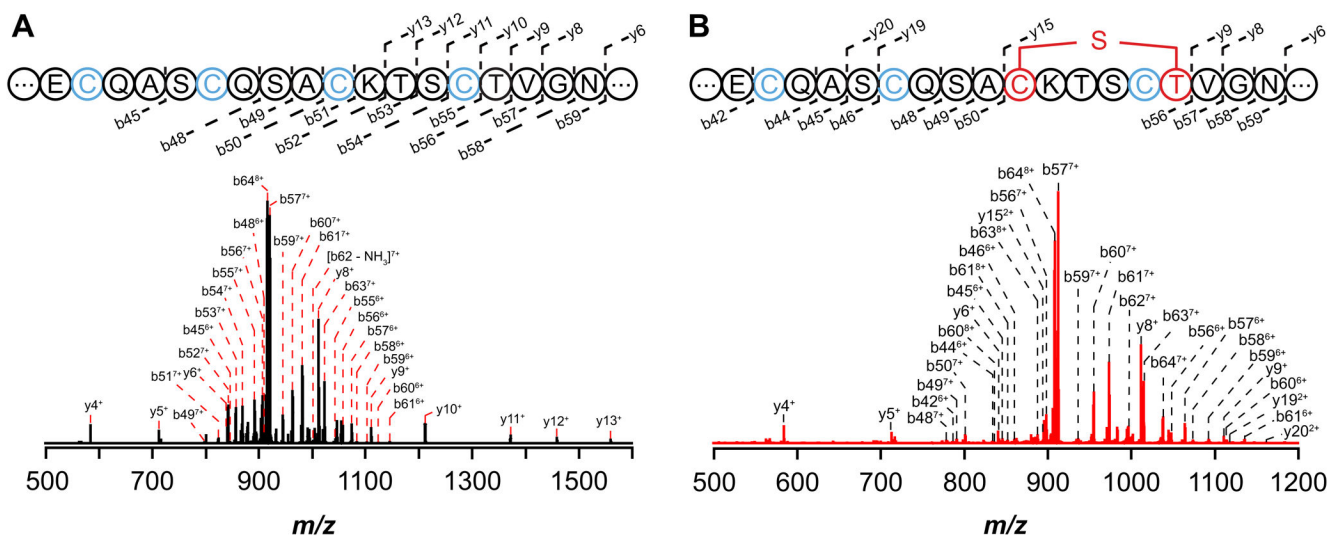 A
y13
y12
y11
y10
y9
y8
y6
··· E C Q A S C Q S A C K T S C T V G N ···
b45
b48
b49
b50
b51
b52
b53
b54
b55
b56
b57
b58
b59
b64⁸⁺
b57⁷⁺
b48⁶⁺
b56⁷⁺
b55⁷⁺
b54⁷⁺
b53⁷⁺
b45⁶⁺
b52⁷⁺
b51⁷⁺
y6⁺
b49⁷⁺
b59⁷⁺
b60⁷⁺
b61⁷⁺
[b62 - NH₃]⁷⁺
y8⁺
b63⁷⁺
b55⁶⁺
b56⁶⁺
b57⁶⁺
b58⁶⁺
b59⁶⁺
y9⁺
b60⁶⁺
b61⁶⁺
y4⁺
y5⁺
y10⁺
y11⁺
y12⁺
y13⁺
500 700 900 1100 1300 1500
m/z
B
y20
y19
y15
S
y9
y8
y6
··· E C Q A S C Q S A C K T S C T V G N ···
b42
b44
b45
b46
b48
b49
b50
b56
b57
b58
b59
b57⁷⁺
b64⁸⁺
b56⁷⁺
y15²⁺
b63⁸⁺
b46⁶⁺
b61⁸⁺
b45⁶⁺
y6⁺
b60⁸⁺
b44⁶⁺
b50⁷⁺
b49⁷⁺
b42⁶⁺
b48⁷⁺
b59⁷⁺
b60⁷⁺
b61⁷⁺
b62⁷⁺
y8⁺
b63⁷⁺
b64⁷⁺
b56⁶⁺
b57⁶⁺
b58⁶⁺
b59⁶⁺
y9⁺
b60⁶⁺
y19²⁺
b61⁶⁺
y20²⁺
y4⁺
y5⁺
500 600 700 800 900 1000 1100 1200
m/z